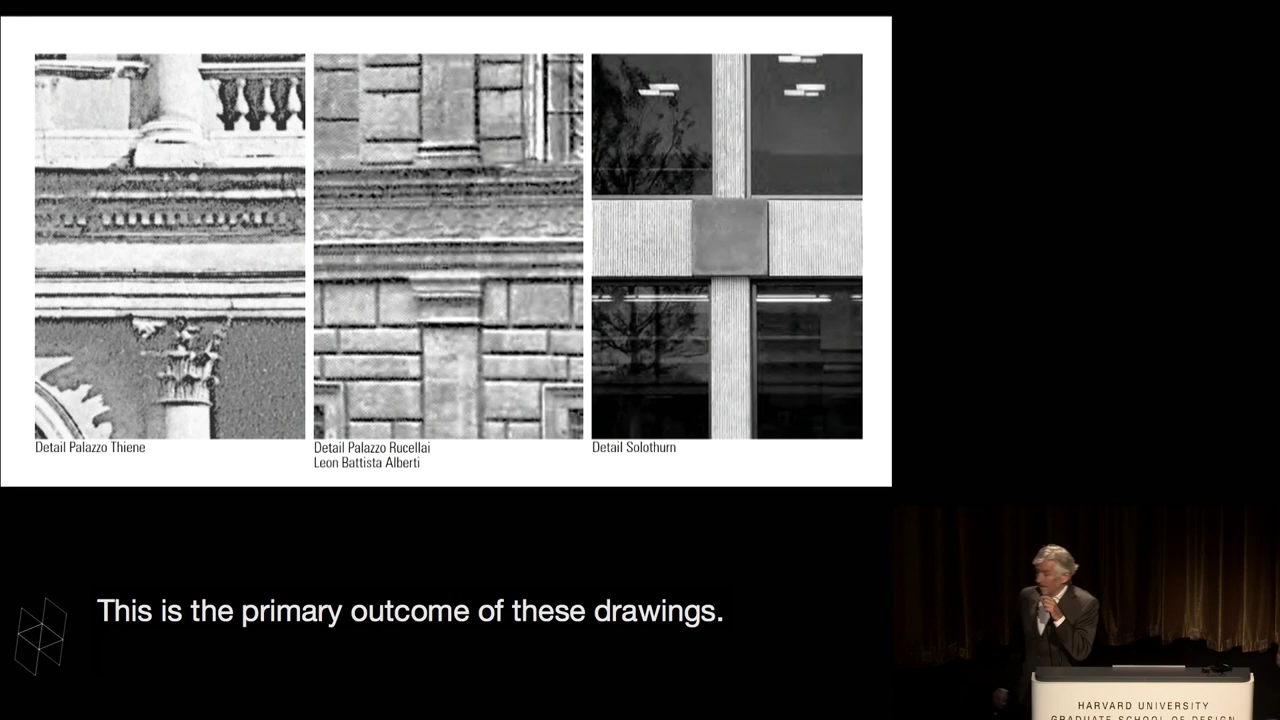 Detail Palazzo Thiene
Detail Palazzo Rucellai
Leon Battista Alberti
Detail Solothurn
This is the primary outcome of these drawings.
HARVARD UNIVERSITY
GRADUATE SCHOOL OF DESIGN